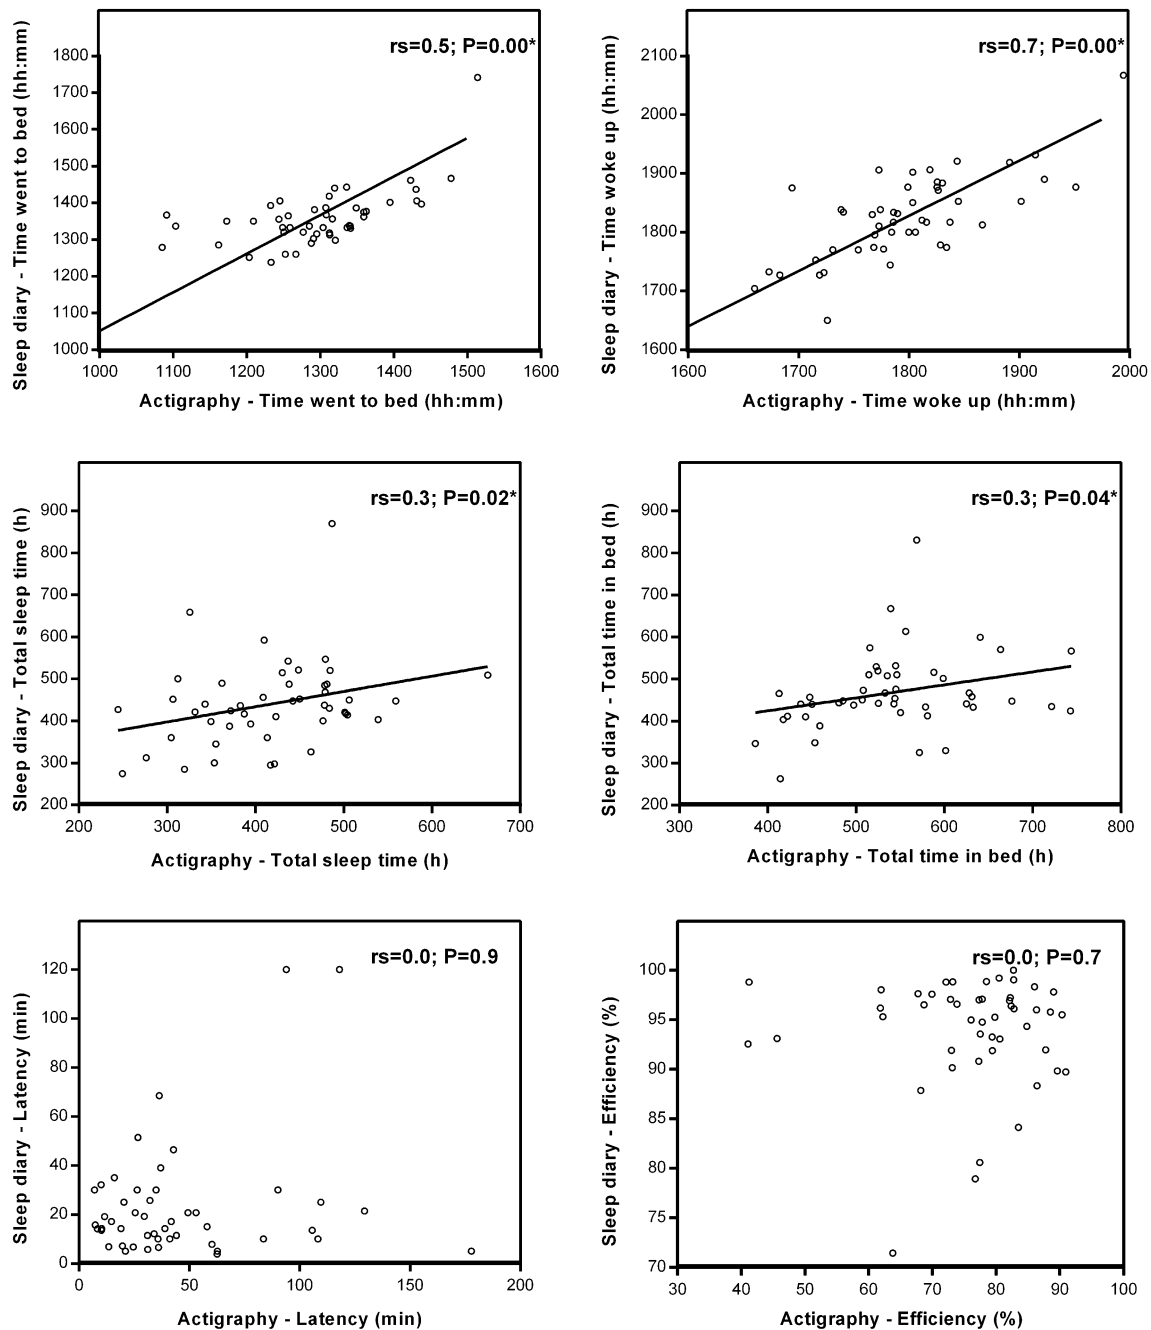 rs=0.5; P=0.00*
Sleep diary - Time went to bed (hh:mm)
1800
1700
1600
1500
1400
1300
1200
1100
1000
1000 1100 1200 1300 1400 1500 1600
Actigraphy - Time went to bed (hh:mm)
rs=0.7; P=0.00*
Sleep diary - Time woke up (hh:mm)
2100
2000
1900
1800
1700
1600
1600 1700 1800 1900 2000
Actigraphy - Time woke up (hh:mm)
rs=0.3; P=0.02*
Sleep diary - Total sleep time (h)
900
800
700
600
500
400
300
200
200 300 400 500 600 700
Actigraphy - Total sleep time (h)
rs=0.3; P=0.04*
Sleep diary - Total time in bed (h)
900
800
700
600
500
400
300
200
300 400 500 600 700 800
Actigraphy - Total time in bed (h)
rs=0.0; P=0.9
Sleep diary - Latency (min)
120
100
80
60
40
20
0
0 50 100 150 200
Actigraphy - Latency (min)
rs=0.0; P=0.7
Sleep diary - Efficiency (%)
100
95
90
85
80
75
70
30 40 50 60 70 80 90 100
Actigraphy - Efficiency (%)